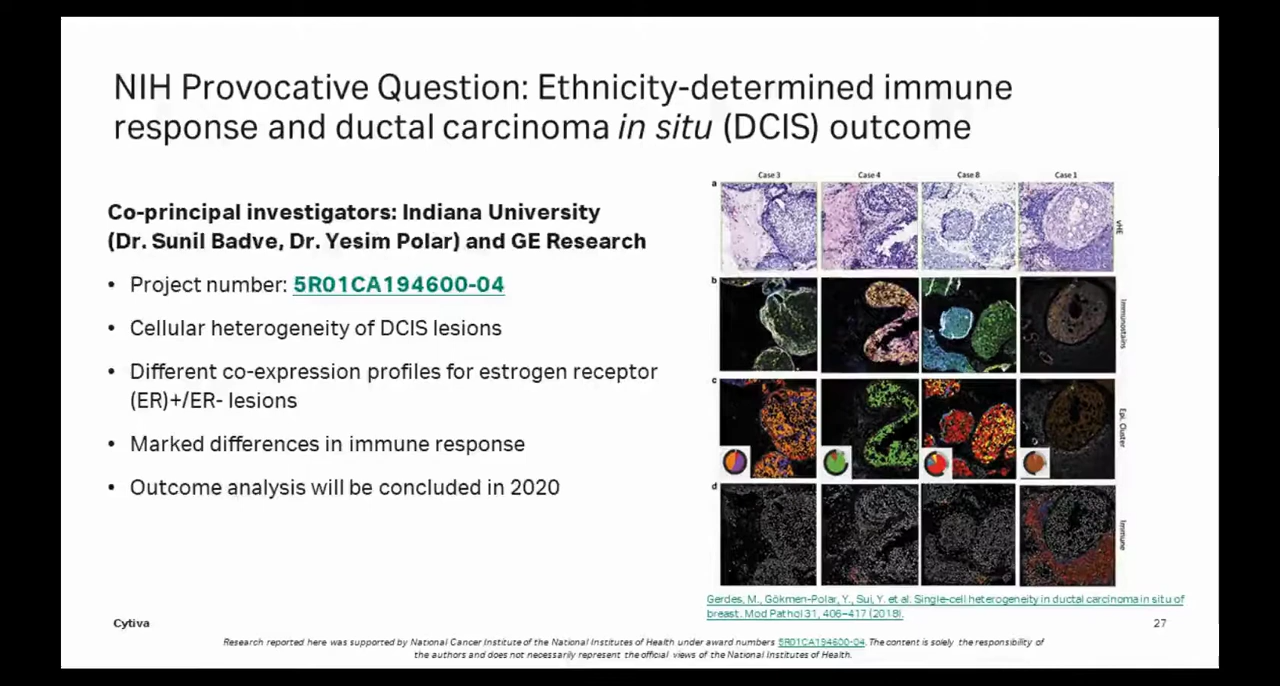 NIH Provocative Question: Ethnicity-determined immune
response and ductal carcinoma in situ (DCIS) outcome
Co-principal investigators: Indiana University
(Dr. Sunil Badve, Dr. Yesim Polar) and GE Research
• Project number: 5R01CA194600-04
• Cellular heterogeneity of DCIS lesions
• Different co-expression profiles for estrogen receptor
(ER)+/ER- lesions
• Marked differences in immune response
• Outcome analysis will be concluded in 2020
Case 3 Case 4 Case 8 Case 1
a
vHE
b
Immunostains
c
Epi. Cluster
d
Immune
Gerdes, M., Gökmen-Polar, Y., Sui, Y. et al. Single-cell heterogeneity in ductal carcinoma in situ of
breast. Mod Pathol 31, 406–417 (2018).
Cytiva
27
Research reported here was supported by National Cancer Institute of the National Institutes of Health under award numbers 5R01CA194600-04. The content is solely the responsibility of
the authors and does not necessarily represent the official views of the National Institutes of Health.